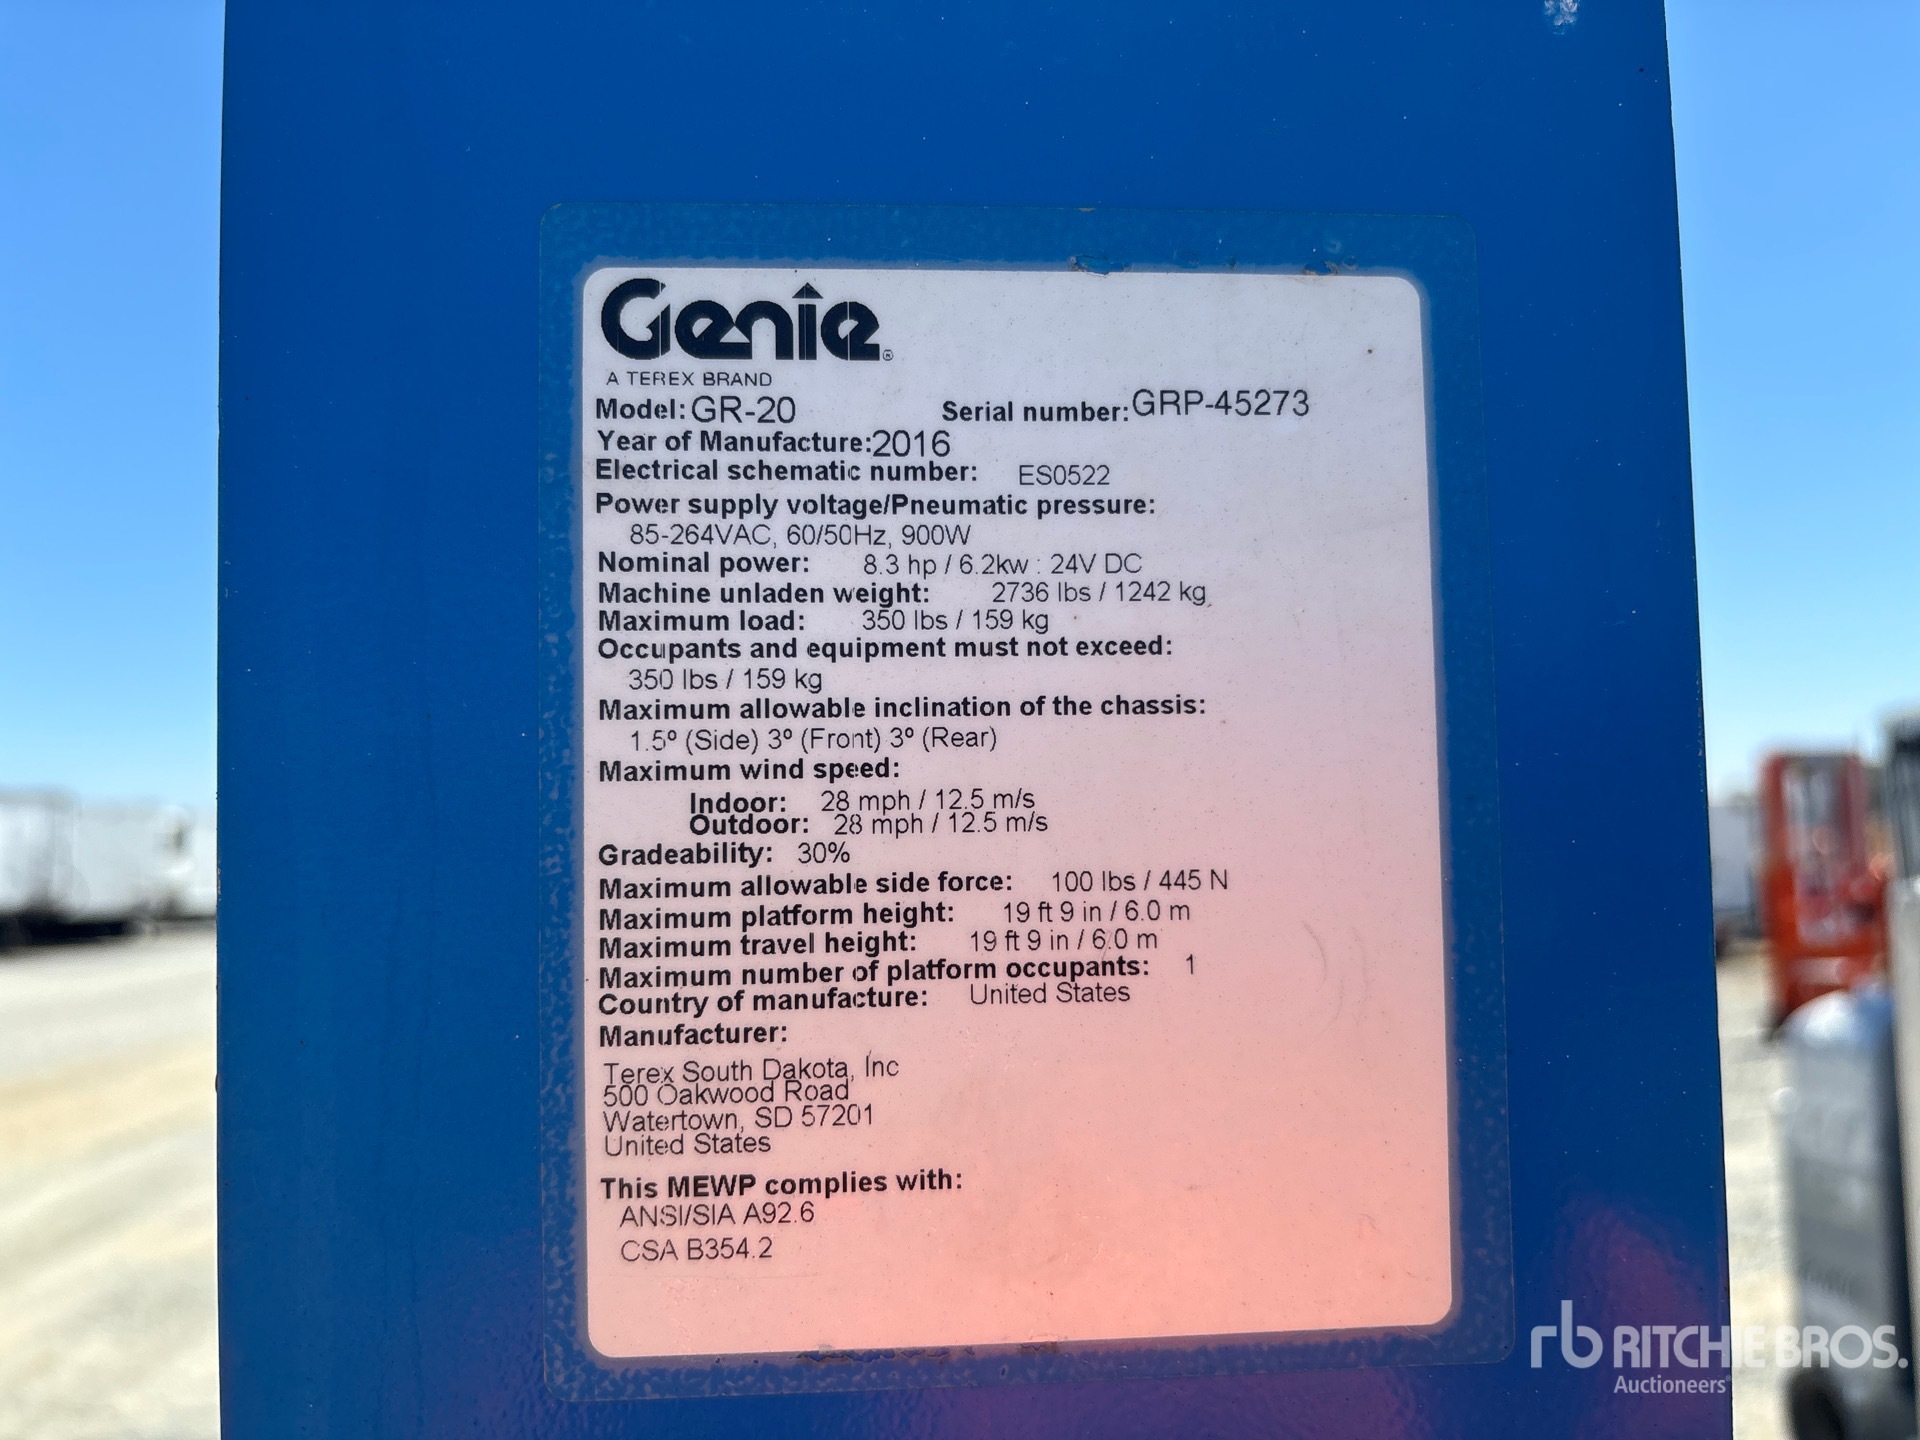 Genie®
A TEREX BRAND
Model: GR-20 Serial number: GRP-45273
Year of Manufacture: 2016
Electrical schematic number: ES0522
Power supply voltage/Pneumatic pressure:
85-264VAC, 60/50Hz, 900W
Nominal power: 8.3 hp / 6.2kw : 24V DC
Machine unladen weight: 2736 lbs / 1242 kg
Maximum load: 350 lbs / 159 kg
Occupants and equipment must not exceed:
350 lbs / 159 kg
Maximum allowable inclination of the chassis:
1.5º (Side) 3º (Front) 3º (Rear)
Maximum wind speed:
Indoor: 28 mph / 12.5 m/s
Outdoor: 28 mph / 12.5 m/s
Gradeability: 30%
Maximum allowable side force: 100 lbs / 445 N
Maximum platform height: 19 ft 9 in / 6.0 m
Maximum travel height: 19 ft 9 in / 6.0 m
Maximum number of platform occupants: 1
Country of manufacture: United States
Manufacturer:
Terex South Dakota, Inc
500 Oakwood Road
Watertown, SD 57201
United States
This MEWP complies with:
ANSI/SIA A92.6
CSA B354.2
rb RITCHIE BROS.
Auctioneers